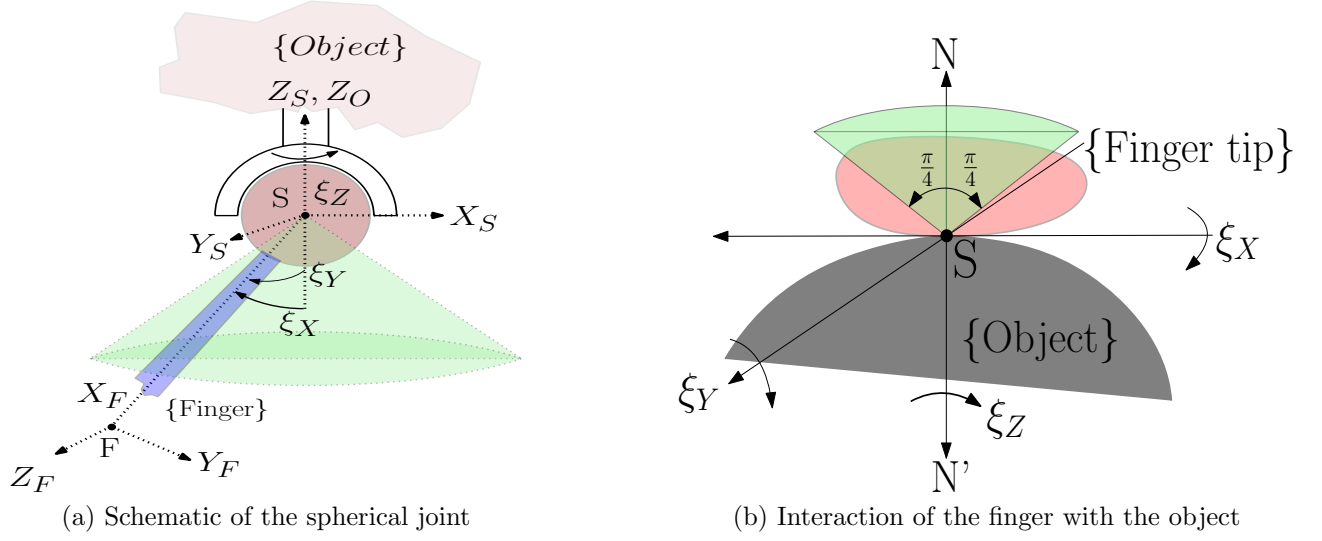 {Object}
Z_S, Z_O
S
ξ_Z
X_S
Y_S
ξ_Y
ξ_X
X_F
{Finger}
F
Y_F
Z_F
(a) Schematic of the spherical joint
N
π/4
π/4
{Finger tip}
ξ_X
S
{Object}
ξ_Y
ξ_Z
N'
(b) Interaction of the finger with the object